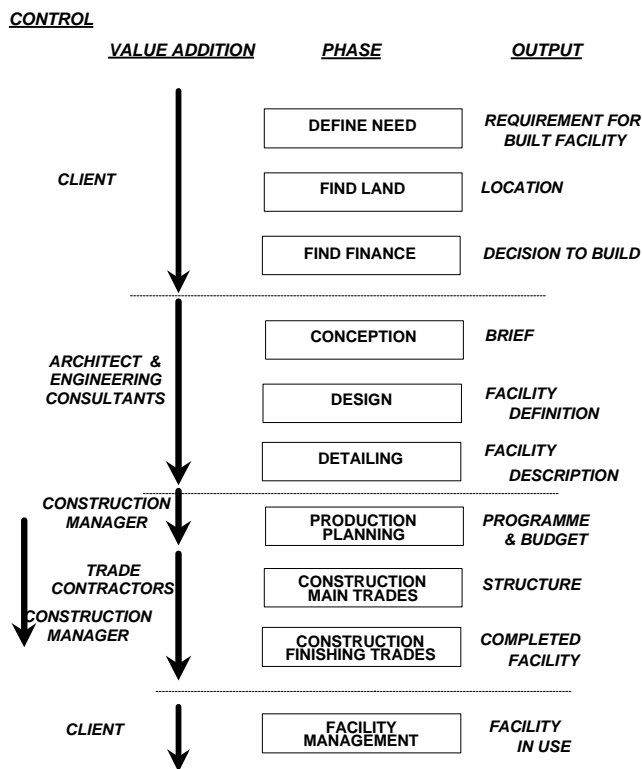 CONTROL
VALUE ADDITION PHASE OUTPUT
DEFINE NEED
REQUIREMENT FOR
BUILT FACILITY
CLIENT
FIND LAND
LOCATION
FIND FINANCE
DECISION TO BUILD
CONCEPTION
BRIEF
ARCHITECT &
ENGINEERING
CONSULTANTS
DESIGN
FACILITY
DEFINITION
DETAILING
FACILITY
DESCRIPTION
CONSTRUCTION
MANAGER
PRODUCTION
PLANNING
PROGRAMME
& BUDGET
TRADE
CONTRACTORS
CONSTRUCTION
MANAGER
CONSTRUCTION
MAIN TRADES
STRUCTURE
CONSTRUCTION
FINISHING TRADES
COMPLETED
FACILITY
CLIENT
FACILITY
MANAGEMENT
FACILITY
IN USE